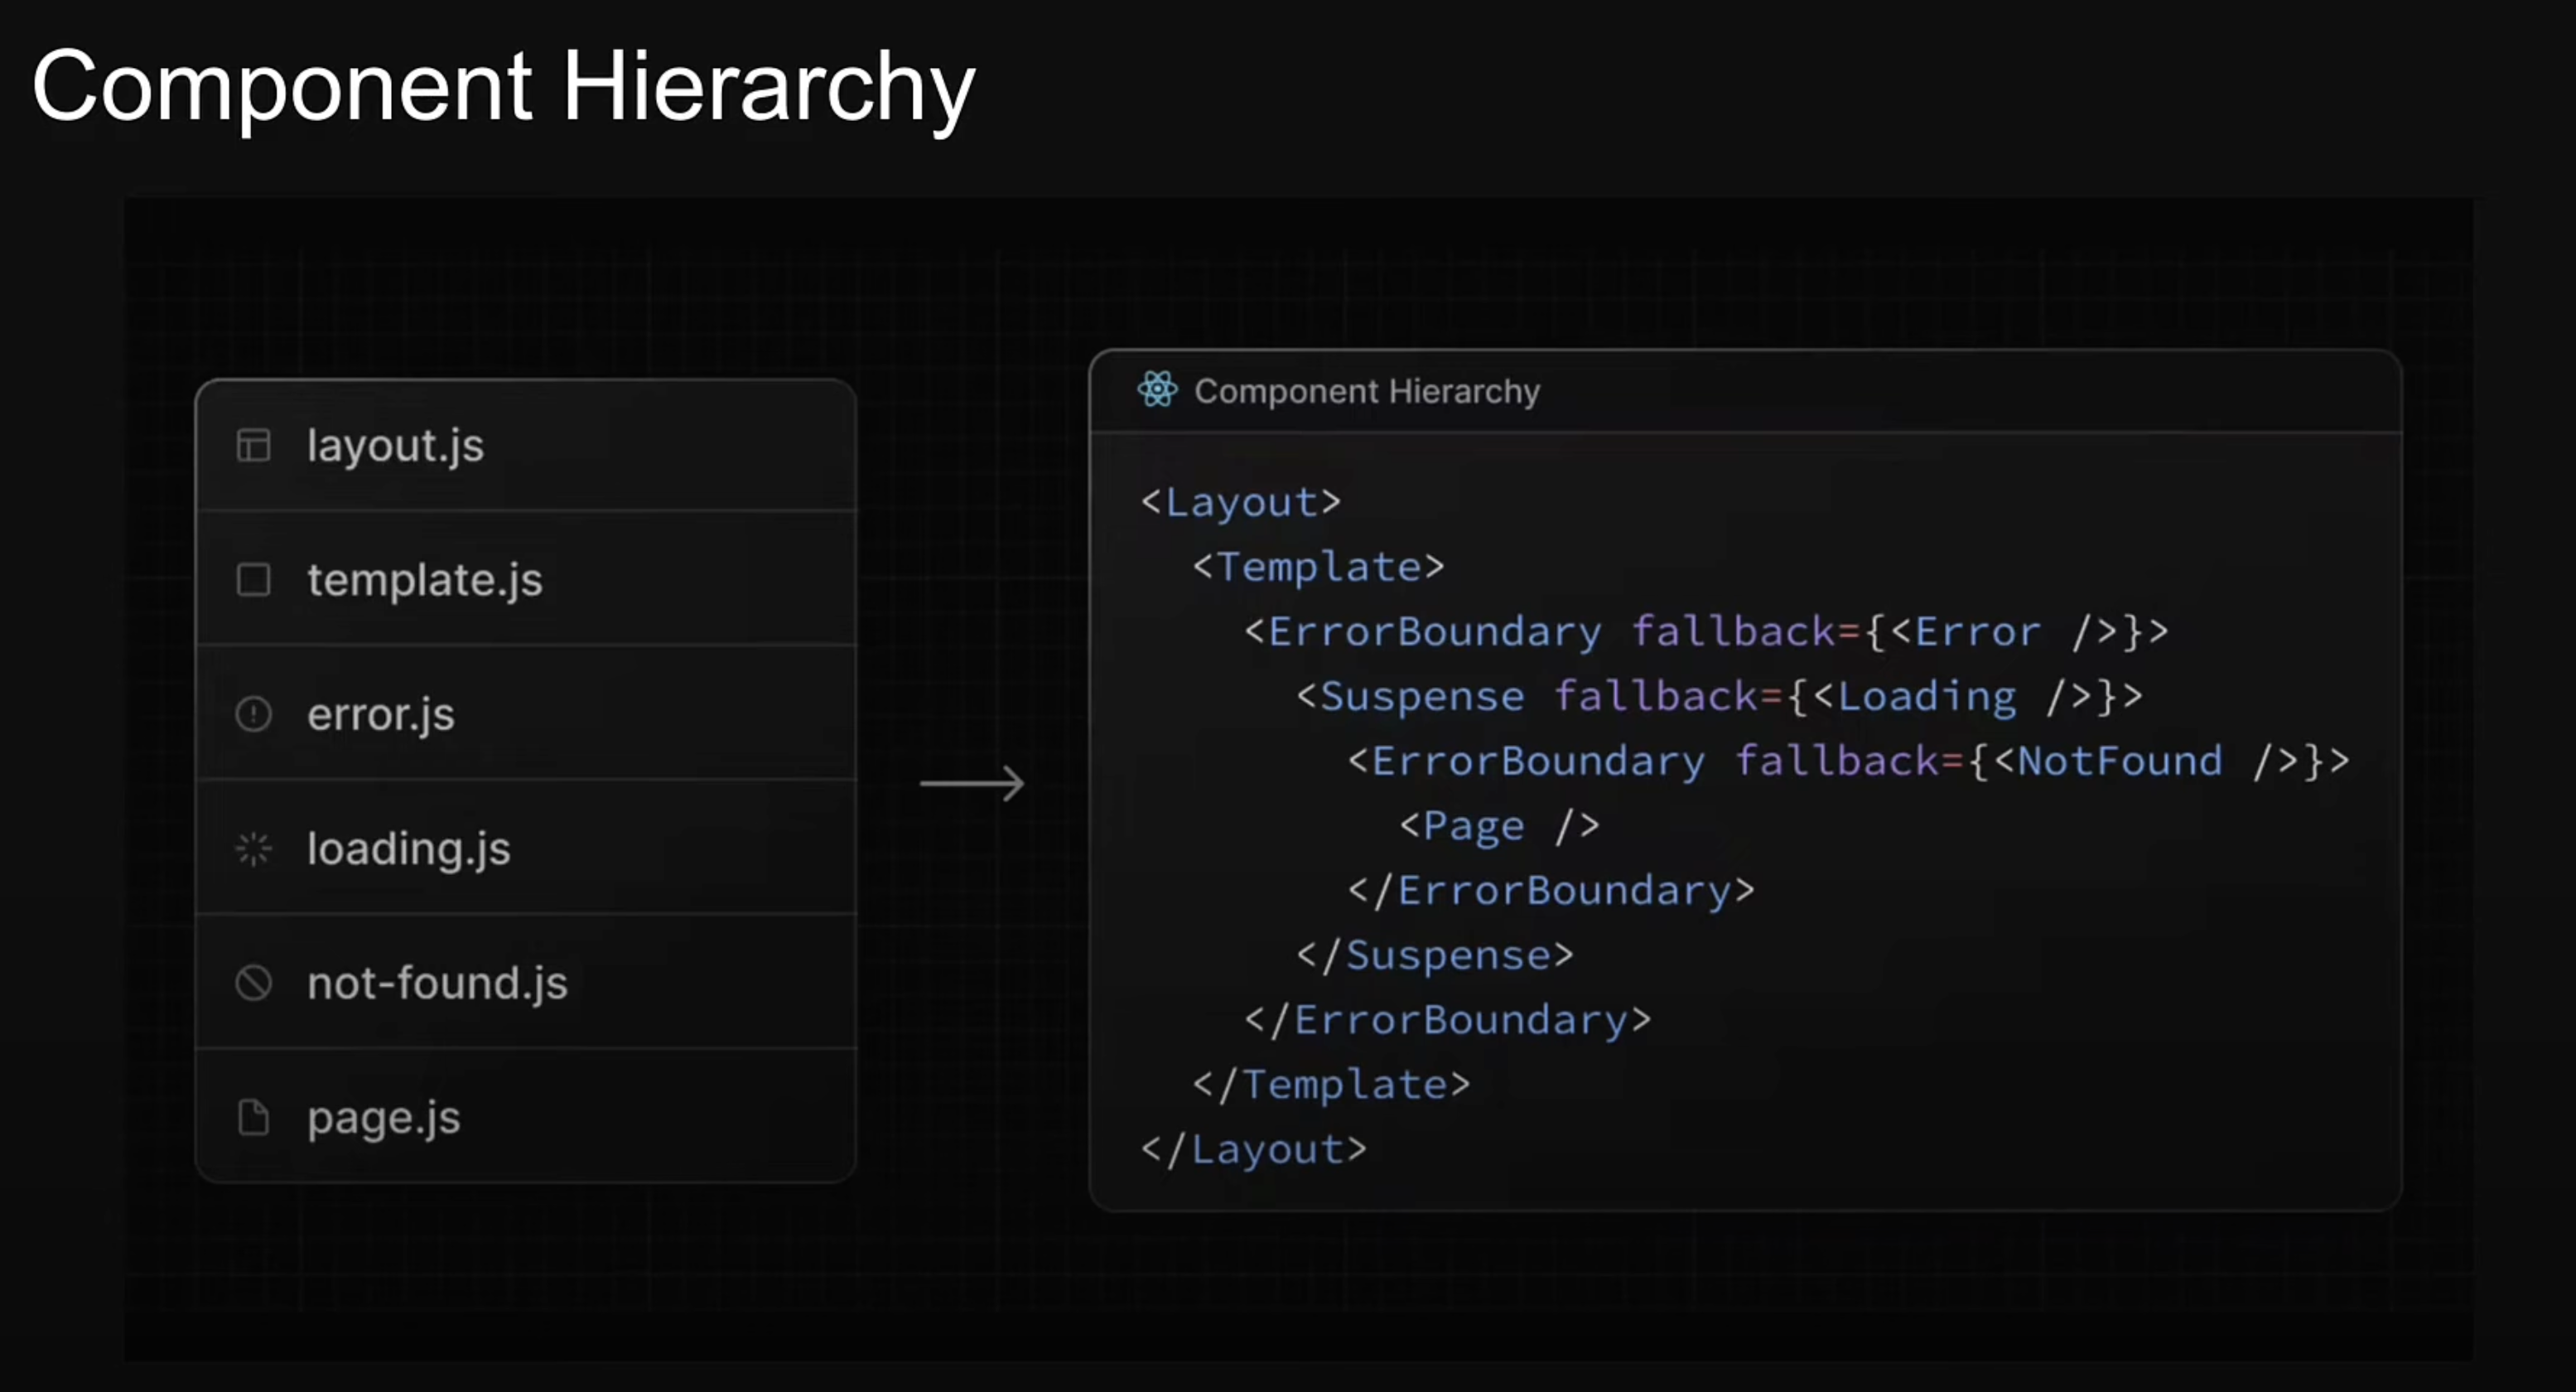 Component Hierarchy
layout.js
template.js
error.js
loading.js
not-found.js
page.js
Component Hierarchy
<Layout>
<Template>
<ErrorBoundary fallback={<Error />}>
<Suspense fallback={<Loading />}>
<ErrorBoundary fallback={<NotFound />}>
<Page />
</ErrorBoundary>
</Suspense>
</ErrorBoundary>
</Template>
</Layout>